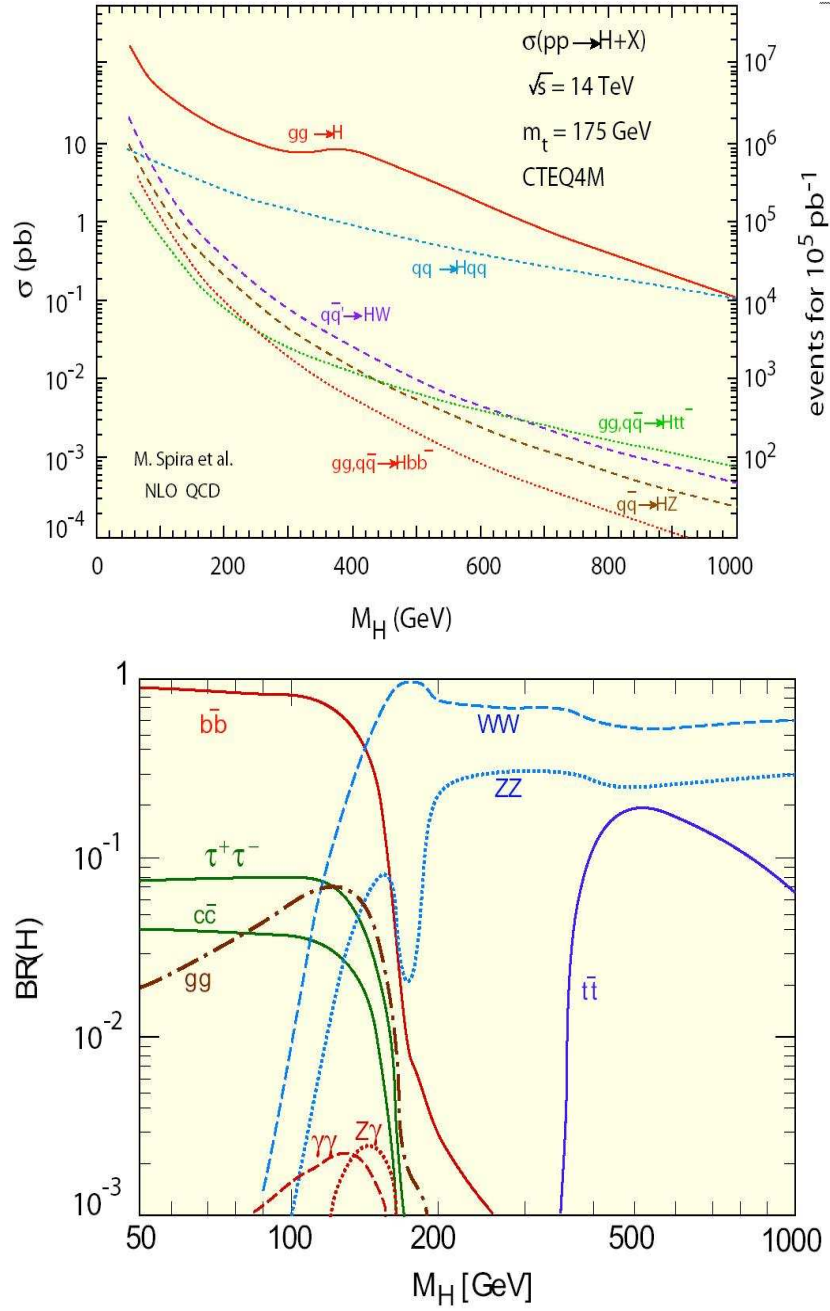 σ(pp→H+X)
√s = 14 TeV
m_t = 175 GeV
CTEQ4M
gg →H
qq →Hqq
qq̄'→HW
gg,qq̄→Htt̄
gg,qq̄→Hbb̄
qq̄→HZ
M. Spira et al.
NLO QCD
σ (pb)
10
1
10^-1
10^-2
10^-3
10^-4
events for 10^5 pb^-1
10^7
10^6
10^5
10^4
10^3
10^2
0 200 400 600 800 1000
M_H (GeV)
BR(H)
1
10^-1
10^-2
10^-3
bb̄
WW
ZZ
τ+τ−
cc̄
gg
tt̄
γγ
Zγ
50 100 200 500 1000
M_H [GeV]